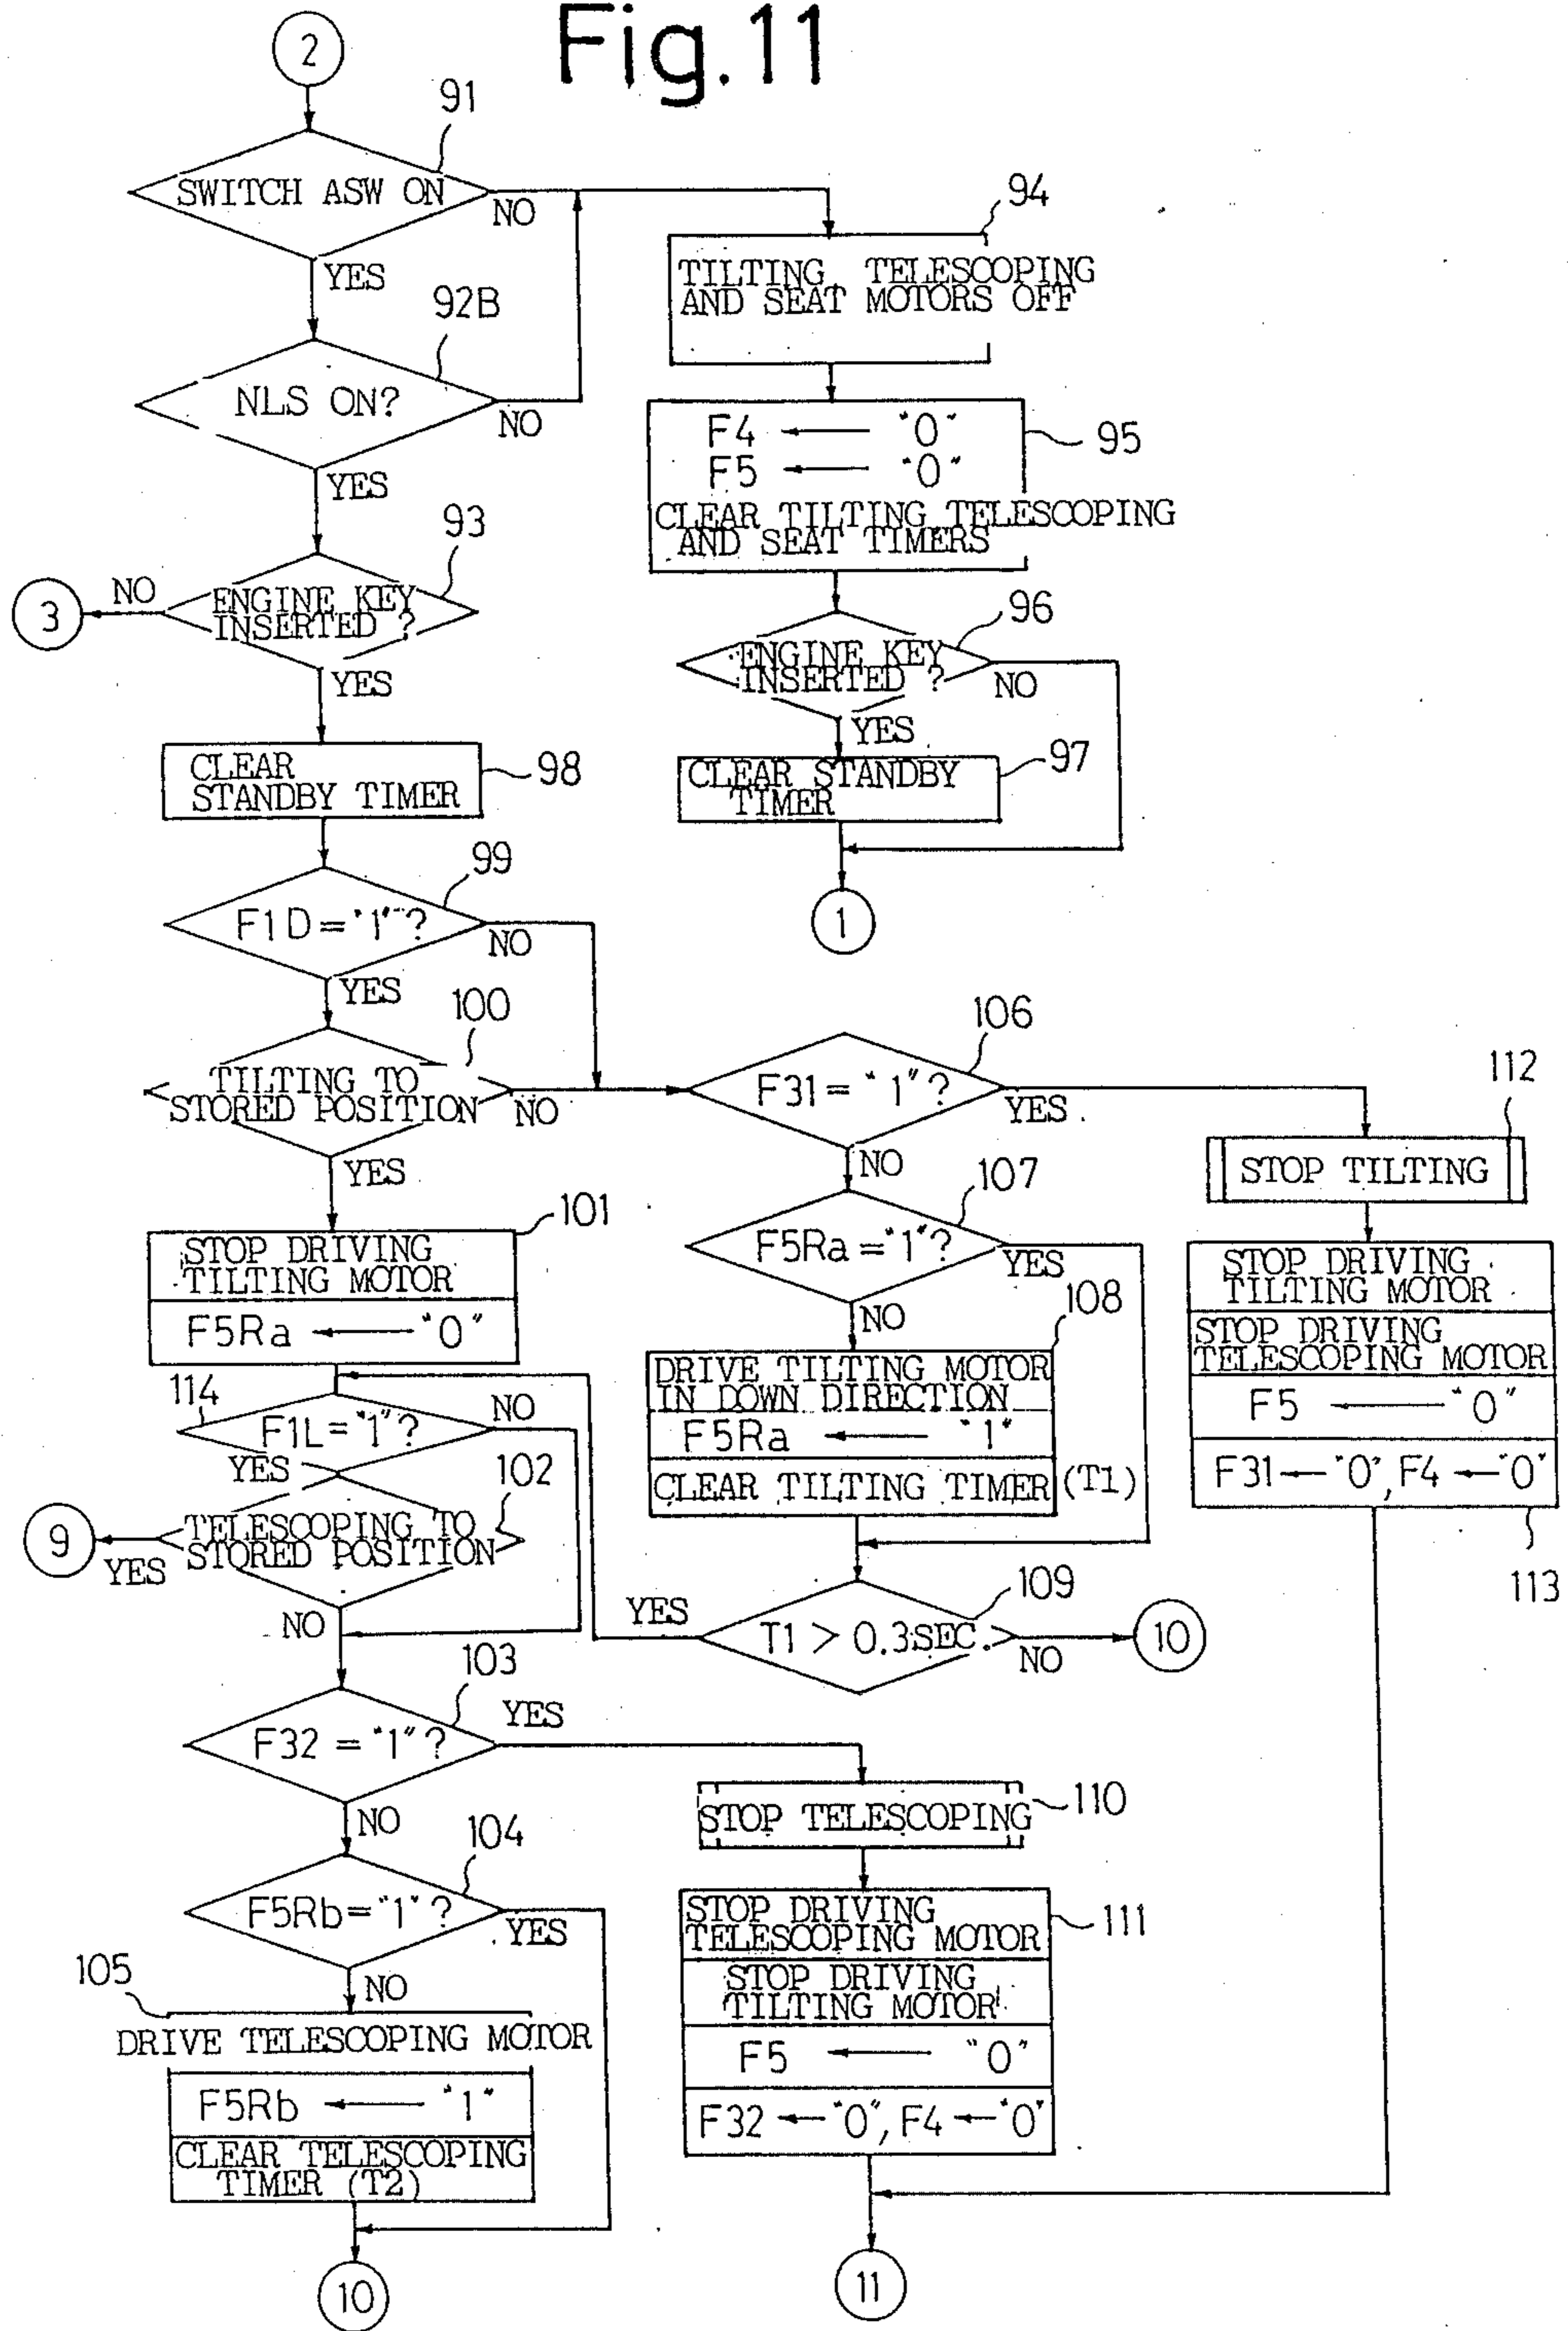 Fig.11
2
91
SWITCH ASW ON
NO
YES
92B
NLS ON?
NO
YES
93
ENGINE KEY
INSERTED ?
NO
3
YES
98
CLEAR
STANDBY TIMER
99
F1D="1"?
NO
YES
100
TILTING TO
STORED POSITION
NO
YES
101
STOP DRIVING
TILTING MOTOR
F5Ra ← "0"
114
F1L="1"?
NO
YES
102
TELESCOPING TO
STORED POSITION
9
YES
NO
103
F32 = "1"?
YES
NO
104
F5Rb="1"?
YES
NO
105
DRIVE TELESCOPING MOTOR
F5Rb ← "1"
CLEAR TELESCOPING
TIMER (T2)
10
94
TILTING, TELESCOPING
AND SEAT MOTORS OFF
95
F4 ← "0"
F5 ← "0"
CLEAR TILTING TELESCOPING
AND SEAT TIMERS
96
ENGINE KEY
INSERTED ?
NO
YES
97
CLEAR STANDBY
TIMER
1
106
F31= "1"?
YES
NO
107
F5Ra="1"?
YES
NO
108
DRIVE TILTING MOTOR
IN DOWN DIRECTION
F5Ra ← "1"
CLEAR TILTING TIMER (T1)
109
T1 > 0.3SEC.
YES
NO
10
110
STOP TELESCOPING
111
STOP DRIVING
TELESCOPING MOTOR
STOP DRIVING
TILTING MOTOR
F5 ← "0"
F32 ← "0", F4 ← "0"
11
112
STOP TILTING
STOP DRIVING
TILTING MOTOR
STOP DRIVING
TELESCOPING MOTOR
F5 ← "0"
F31 ← "0", F4 ← "0"
113